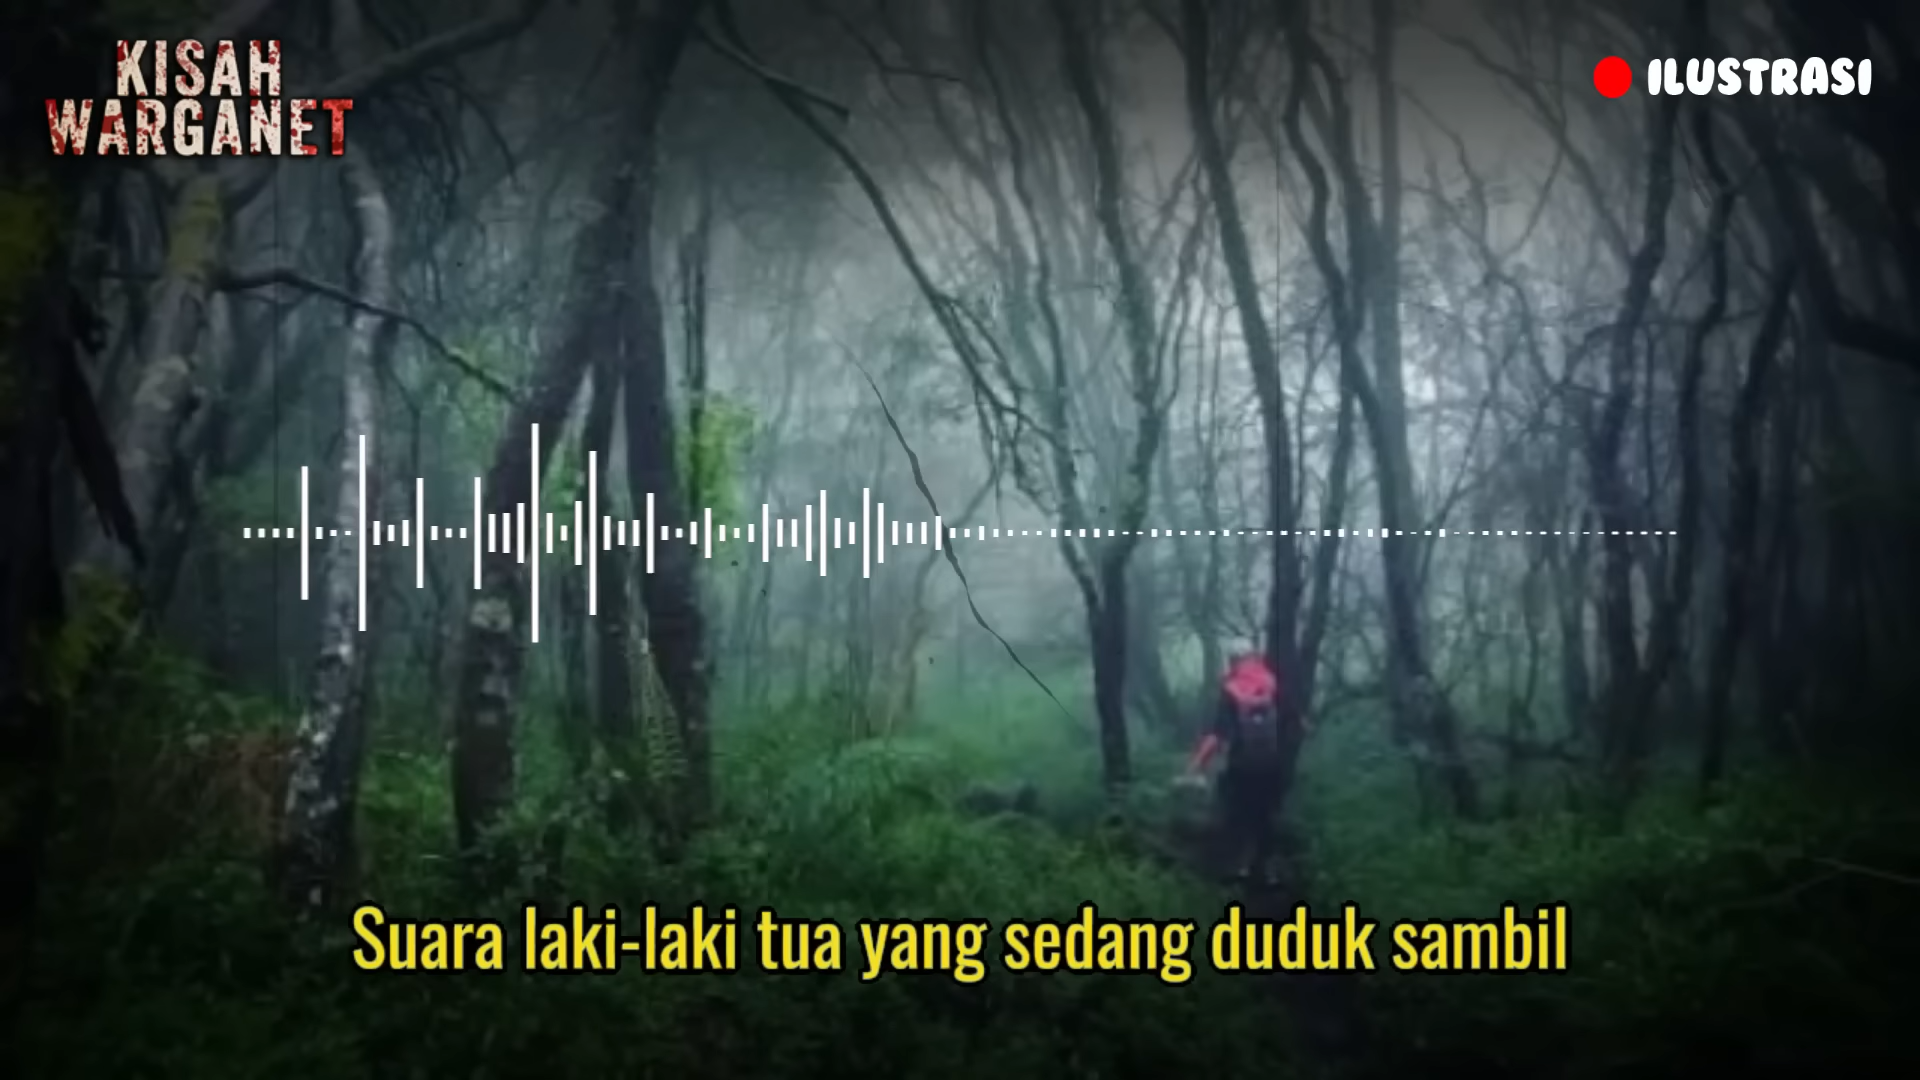 KISAH
WARGANET
ILUSTRASI
Suara laki-laki tua yang sedang duduk sambil